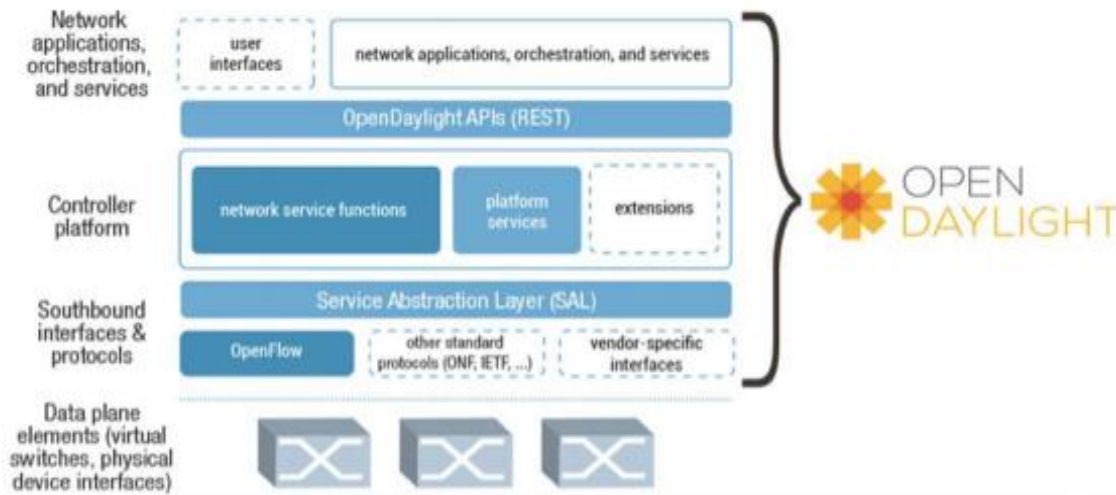 Network
applications,
orchestration,
and services
user
interfaces
network applications, orchestration, and services
OpenDaylight APIs (REST)
Controller
platform
network service functions
platform
services
extensions
Service Abstraction Layer (SAL)
Southbound
interfaces &
protocols
OpenFlow
other standard
protocols (ONF, IETF, ...)
vendor-specific
interfaces
Data plane
elements (virtual
switches, physical
device interfaces)
OPEN
DAYLIGHT